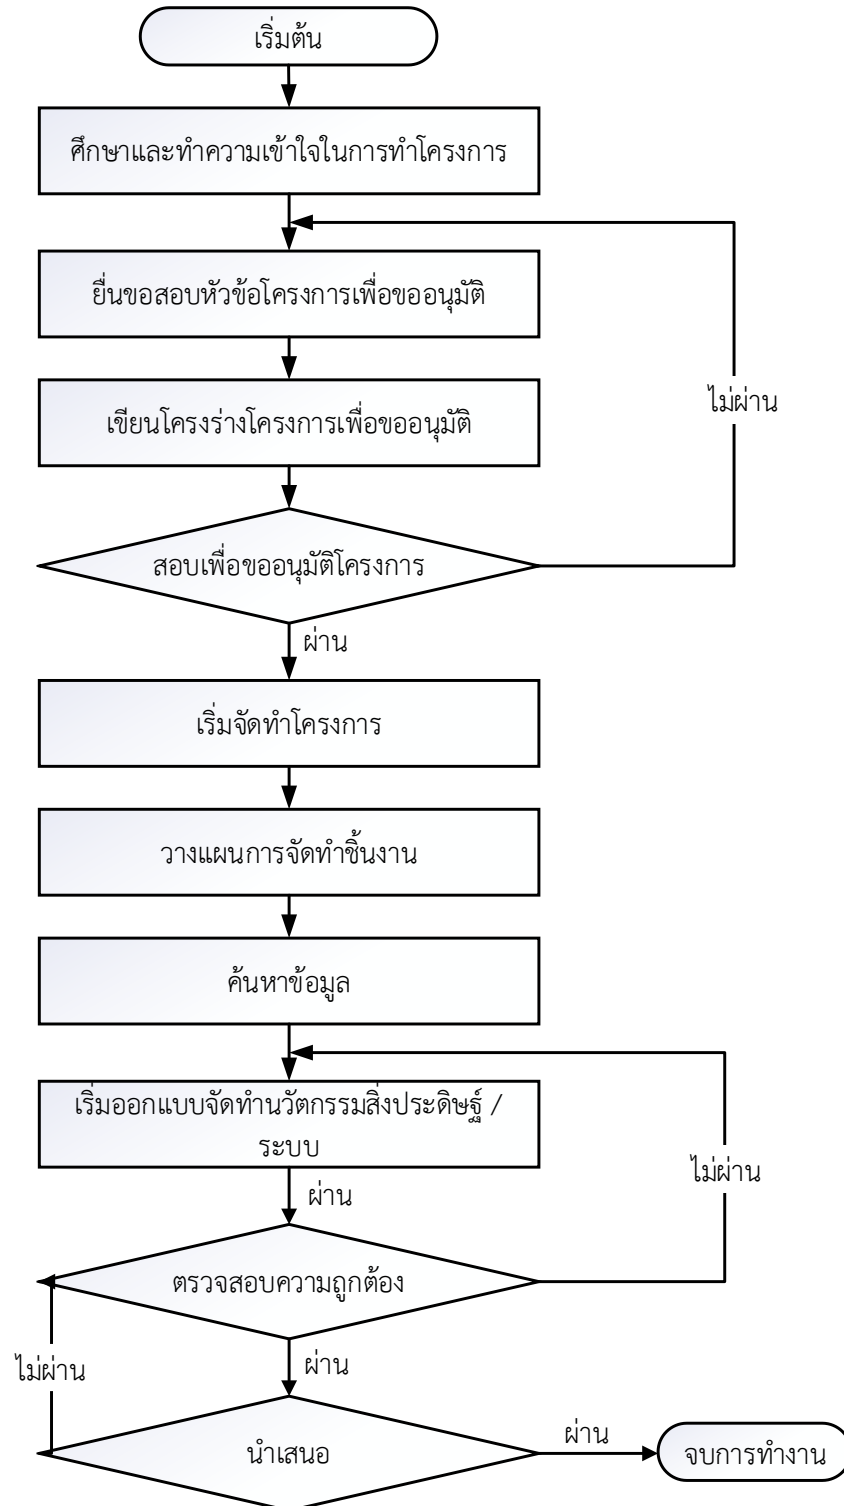 เริ่มต้น
ศึกษาและทำความเข้าใจในการทำโครงการ
ยื่นขอสอบหัวข้อโครงการเพื่อขออนุมัติ
ไม่ผ่าน
เขียนโครงร่างโครงการเพื่อขออนุมัติ
สอบเพื่อขออนุมัติโครงการ
ผ่าน
เริ่มจัดทำโครงการ
วางแผนการจัดทำชิ้นงาน
ค้นหาข้อมูล
เริ่มออกแบบจัดทำนวัตกรรมสิ่งประดิษฐ์ /
ระบบ
ไม่ผ่าน
ผ่าน
ตรวจสอบความถูกต้อง
ผ่าน
ไม่ผ่าน
นำเสนอ
ผ่าน
จบการทำงาน